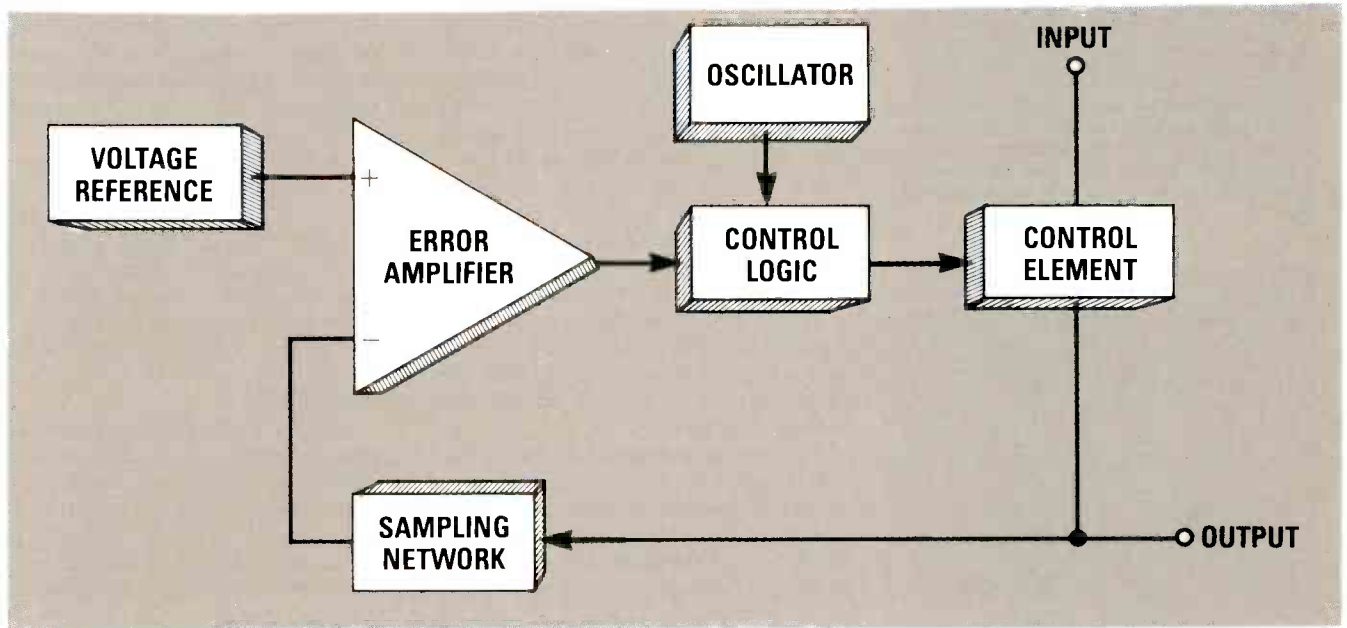 INPUT
OSCILLATOR
VOLTAGE
REFERENCE
+
ERROR
AMPLIFIER
CONTROL
LOGIC
CONTROL
ELEMENT
−
SAMPLING
NETWORK
OUTPUT